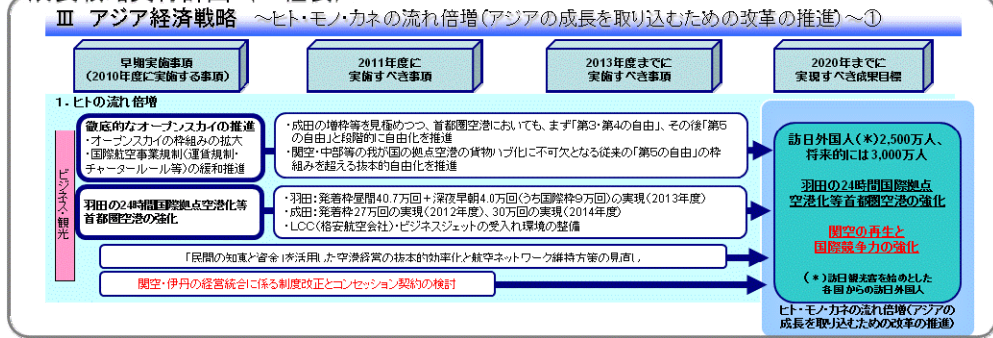 Ⅲ アジア経済戦略 ～ヒト・モノ・カネの流れ倍増(アジアの成長を取り込むための改革の推進)～①
早期実施事項
(2010年度に実施する事項)
2011年度に
実施すべき事項
2013年度までに
実施すべき事項
2020年までに
実現すべき成果目標
1．ヒトの流れ倍増
ビジネス・観光
徹底的なオープンスカイの推進
・オープンスカイの枠組みの拡大
・国際航空事業規制(運賃規制・
チャータールール等)の緩和推進
・成田の増枠等を見極めつつ、首都圏空港においても、まず「第3・第4の自由」、その後「第5
の自由」と段階的に自由化を推進
・関空・中部等の我が国の拠点空港の貨物ハブ化に不可欠となる従来の「第5の自由」の枠
組みを超える抜本的自由化を推進
羽田の24時間国際拠点空港化等
首都圏空港の強化
・羽田：発着枠昼間40.7万回＋深夜早朝4.0万回(うち国際枠9万回)の実現(2013年度)
・成田：発着枠27万回の実現(2012年度)、30万回の実現(2014年度)
・LCC(格安航空会社)・ビジネスジェットの受入れ環境の整備
「民間の知恵と資金」を活用した空港経営の抜本的効率化と航空ネットワーク維持方策の見直し
関空・伊丹の経営統合に係る制度改正とコンセッション契約の検討
訪日外国人(*)2,500万人、
将来的には3,000万人
羽田の24時間国際拠点
空港化等首都圏空港の強化
関空の再生と
国際競争力の強化
(*)訪日観光客を始めとした
各国からの訪日外国人
ヒト・モノ・カネの流れ倍増(アジアの
成長を取り込むための改革の推進)